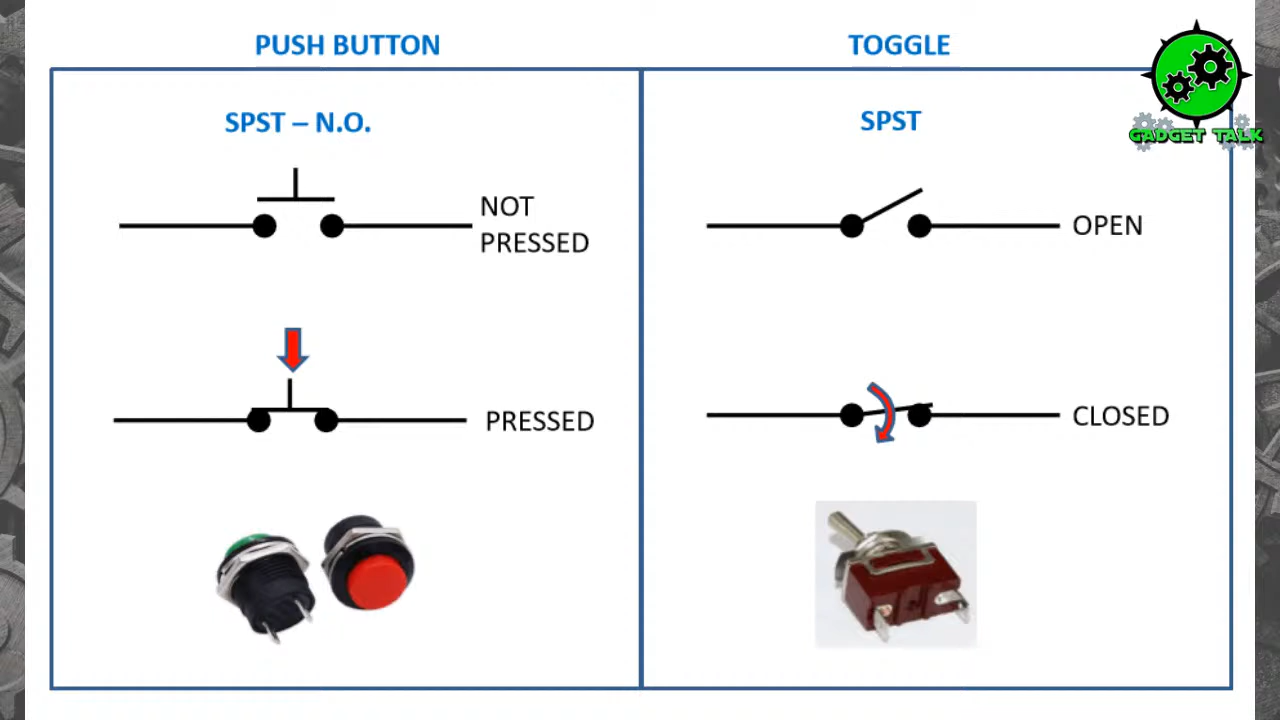 PUSH BUTTON
TOGGLE
GADGET TALK
SPST – N.O.
NOT
PRESSED
PRESSED
SPST
OPEN
CLOSED